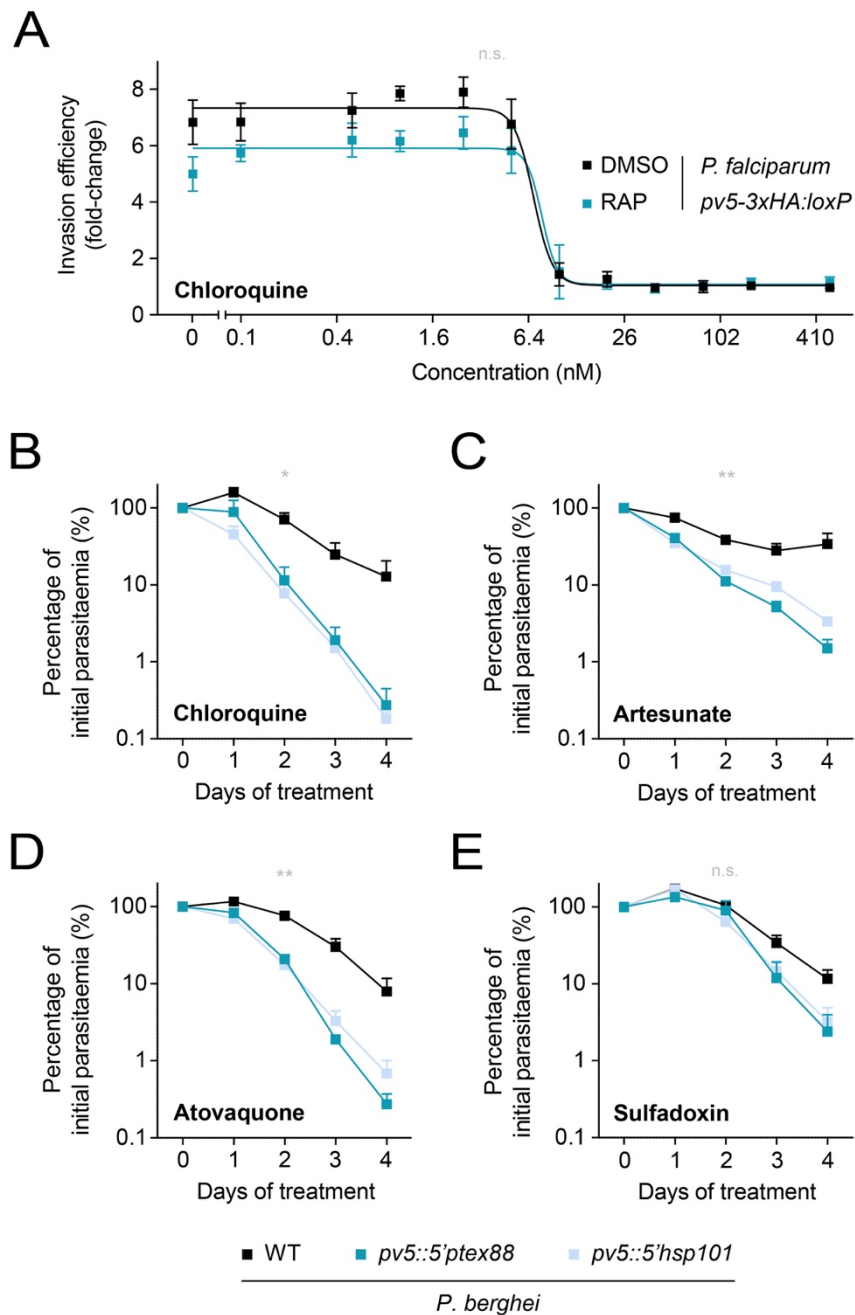 A
n.s.
8
6
4
2
0
Invasion efficiency
(fold-change)
DMSO
RAP
P. falciparum
pv5-3xHA:loxP
Chloroquine
0 0.1 0.4 1.6 6.4 26 102 410
Concentration (nM)
B
*
100
10
1
0.1
Percentage of
initial parasitaemia (%)
Chloroquine
0 1 2 3 4
Days of treatment
C
**
100
10
1
0.1
Percentage of
initial parasitaemia (%)
Artesunate
0 1 2 3 4
Days of treatment
D
**
100
10
1
0.1
Percentage of
initial parasitaemia (%)
Atovaquone
0 1 2 3 4
Days of treatment
E
n.s.
100
10
1
0.1
Percentage of
initial parasitaemia (%)
Sulfadoxin
0 1 2 3 4
Days of treatment
WT pv5::5'ptex88 pv5::5'hsp101
P. berghei